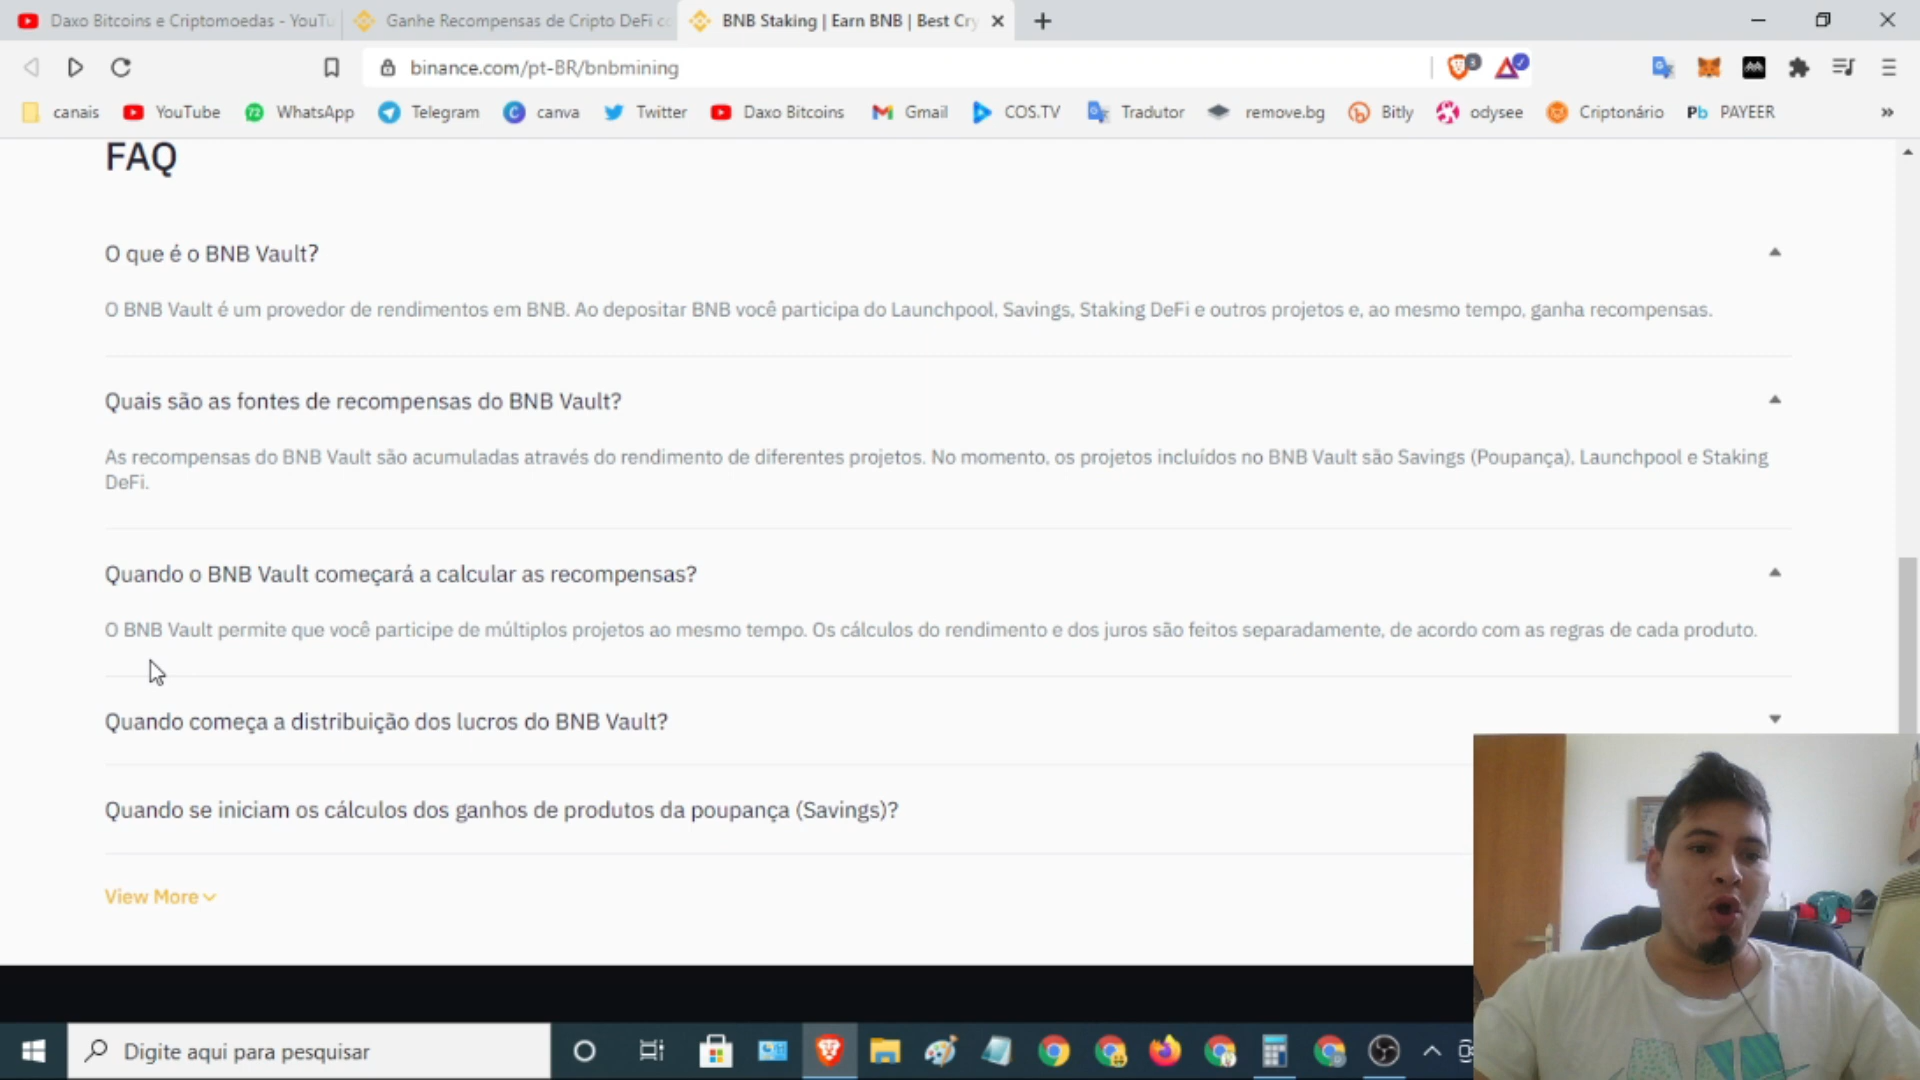 Daxo Bitcoins e Criptomoedas - YouTu
Ganhe Recompensas de Cripto DeFi c
BNB Staking | Earn BNB | Best Cry
binance.com/pt-BR/bnbmining
canais
YouTube
WhatsApp
Telegram
canva
Twitter
Daxo Bitcoins
Gmail
COS.TV
Tradutor
remove.bg
Bitly
odysee
Criptonário
Pb PAYEER
FAQ
O que é o BNB Vault?
O BNB Vault é um provedor de rendimentos em BNB. Ao depositar BNB você participa do Launchpool, Savings, Staking DeFi e outros projetos e, ao mesmo tempo, ganha recompensas.
Quais são as fontes de recompensas do BNB Vault?
As recompensas do BNB Vault são acumuladas através do rendimento de diferentes projetos. No momento, os projetos incluídos no BNB Vault são Savings (Poupança), Launchpool e Staking
DeFi.
Quando o BNB Vault começará a calcular as recompensas?
O BNB Vault permite que você participe de múltiplos projetos ao mesmo tempo. Os cálculos do rendimento e dos juros são feitos separadamente, de acordo com as regras de cada produto.
Quando começa a distribuição dos lucros do BNB Vault?
Quando se iniciam os cálculos dos ganhos de produtos da poupança (Savings)?
View More
Digite aqui para pesquisar